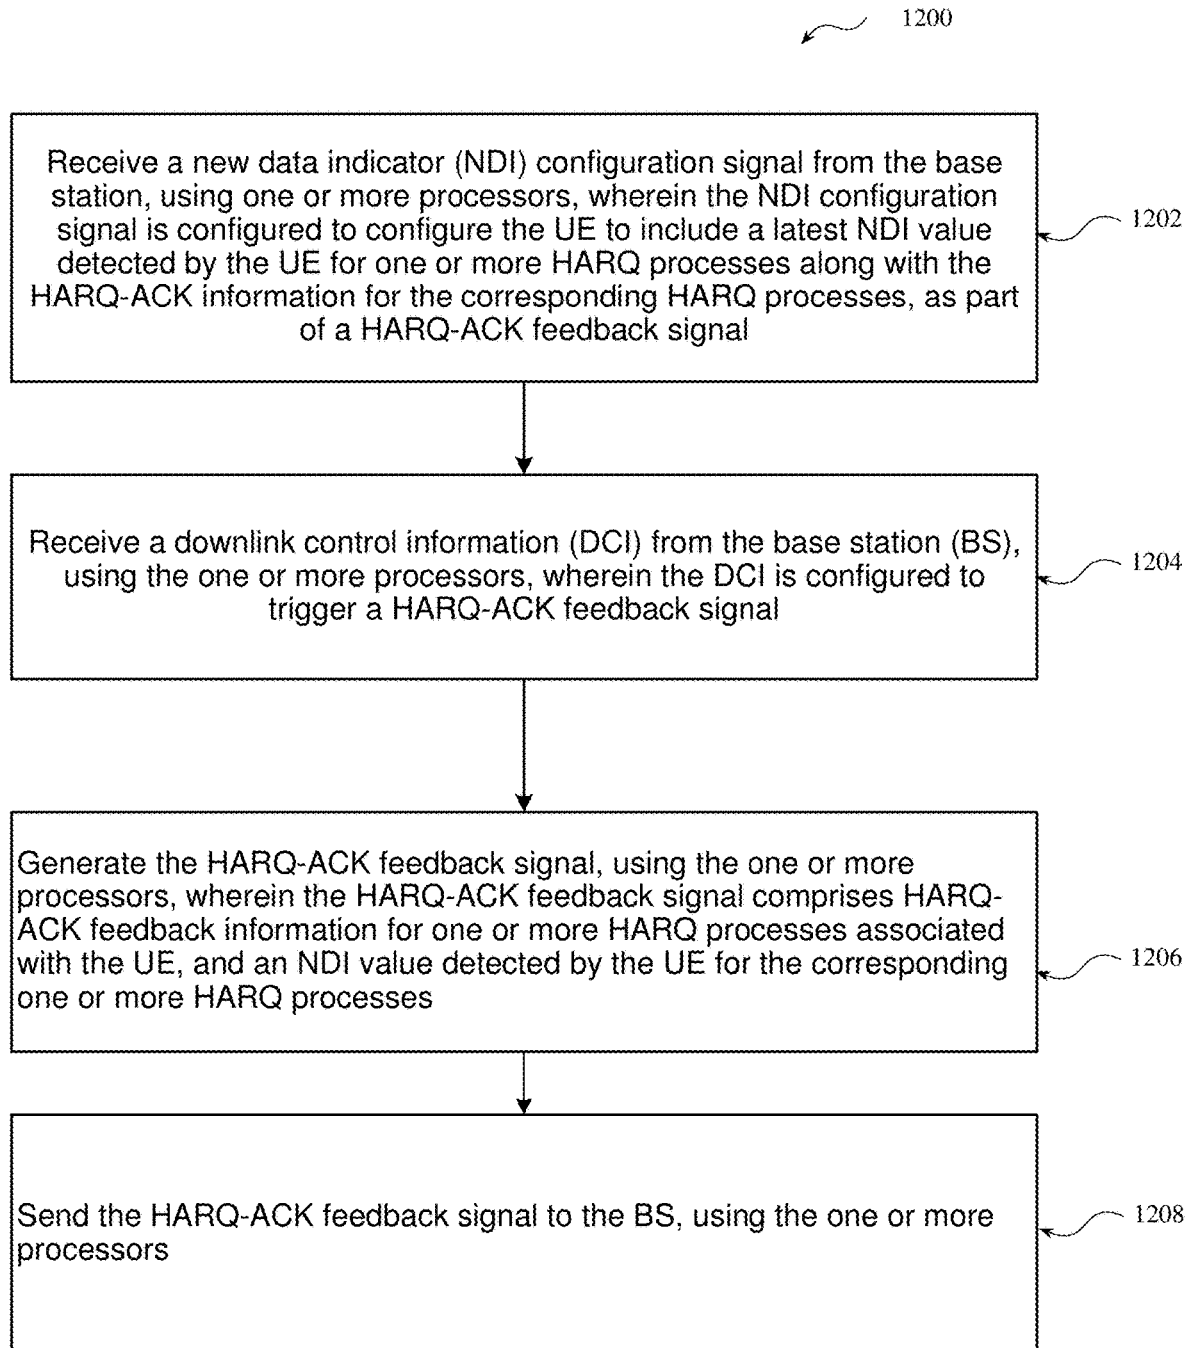 1200
Receive a new data indicator (NDI) configuration signal from the base
station, using one or more processors, wherein the NDI configuration
signal is configured to configure the UE to include a latest NDI value
detected by the UE for one or more HARQ processes along with the
HARQ-ACK information for the corresponding HARQ processes, as part
of a HARQ-ACK feedback signal
1202
Receive a downlink control information (DCI) from the base station (BS),
using the one or more processors, wherein the DCI is configured to
trigger a HARQ-ACK feedback signal
1204
Generate the HARQ-ACK feedback signal, using the one or more
processors, wherein the HARQ-ACK feedback signal comprises HARQ-
ACK feedback information for one or more HARQ processes associated
with the UE, and an NDI value detected by the UE for the corresponding
one or more HARQ processes
1206
Send the HARQ-ACK feedback signal to the BS, using the one or more
processors
1208